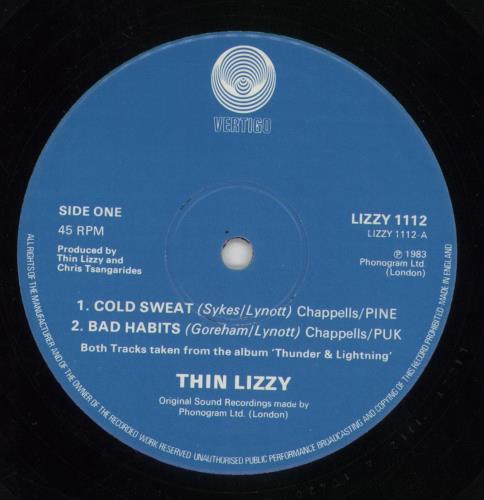 VERTIGO
SIDE ONE
45 RPM
Produced by
Thin Lizzy and
Chris Tsangarides
LIZZY 1112
LIZZY 1112-A
℗ 1983
Phonogram Ltd.
(London)
1. COLD SWEAT (Sykes/Lynott) Chappells/PINE
2. BAD HABITS (Goreham/Lynott) Chappells/PUK
Both Tracks taken from the album 'Thunder & Lightning'
THIN LIZZY
Original Sound Recordings made by
Phonogram Ltd. (London)
ALL RIGHTS OF THE MANUFACTURER AND OF THE OWNER OF THE RECORDED WORK RESERVED UNAUTHORISED PUBLIC PERFORMANCE BROADCASTING AND COPYING OF THIS RECORD PROHIBITED MADE IN ENGLAND